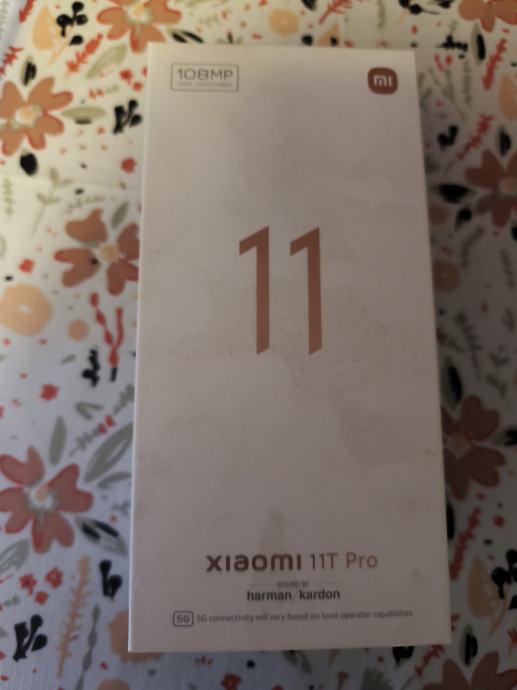 108MP
mi
11
xiaomi 11T Pro
SOUND BY
harman/kardon
5G 5G connectivity will vary based on local operator capabilities